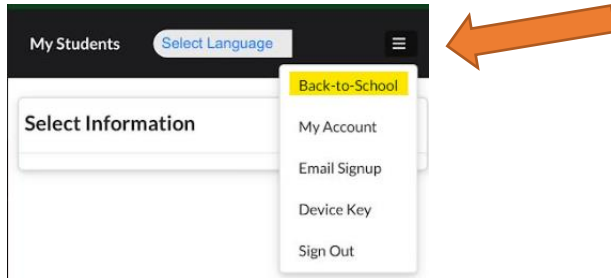 My Students Select Language
Back-to-School
Select Information
My Account
Email Signup
Device Key
Sign Out